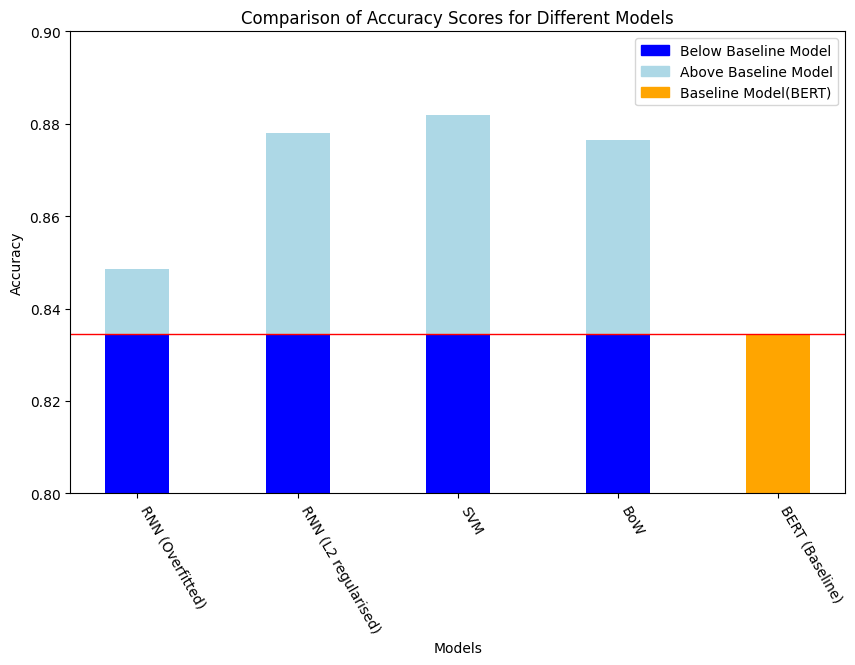 Comparison of Accuracy Scores for Different Models
Below Baseline Model
Above Baseline Model
Baseline Model(BERT)
Accuracy
0.90
0.88
0.86
0.84
0.82
0.80
RNN (Overfitted)
RNN (L2 regularised)
SVM
BoW
BERT (Baseline)
Models